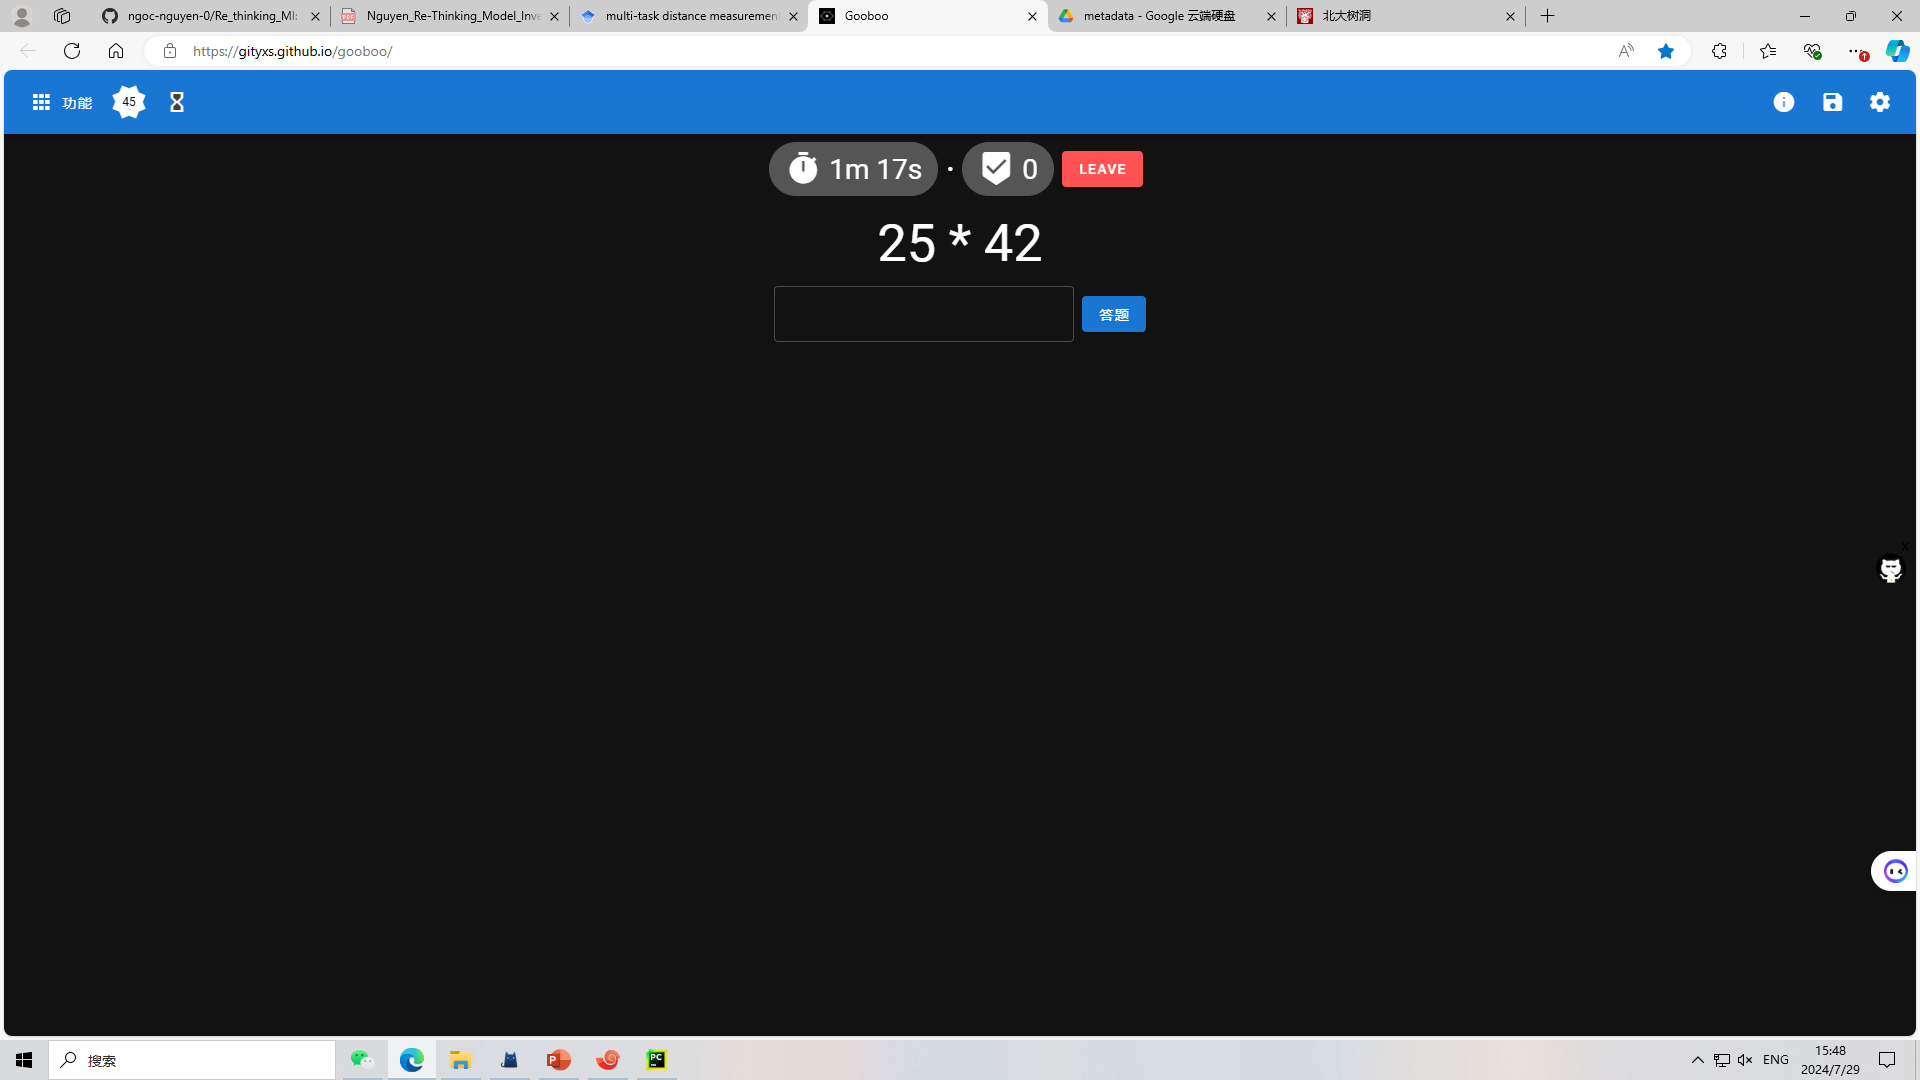 ngoc-nguyen-0/Re_thinking_MI:
Nguyen_Re-Thinking_Model_Inve
multi-task distance measurement
Gooboo
metadata - Google 云端硬盘
北大树洞
https://gityxs.github.io/gooboo/
功能
45
1m 17s · 0 LEAVE
25 * 42
答题
x
搜索
ENG
15:48
2024/7/29